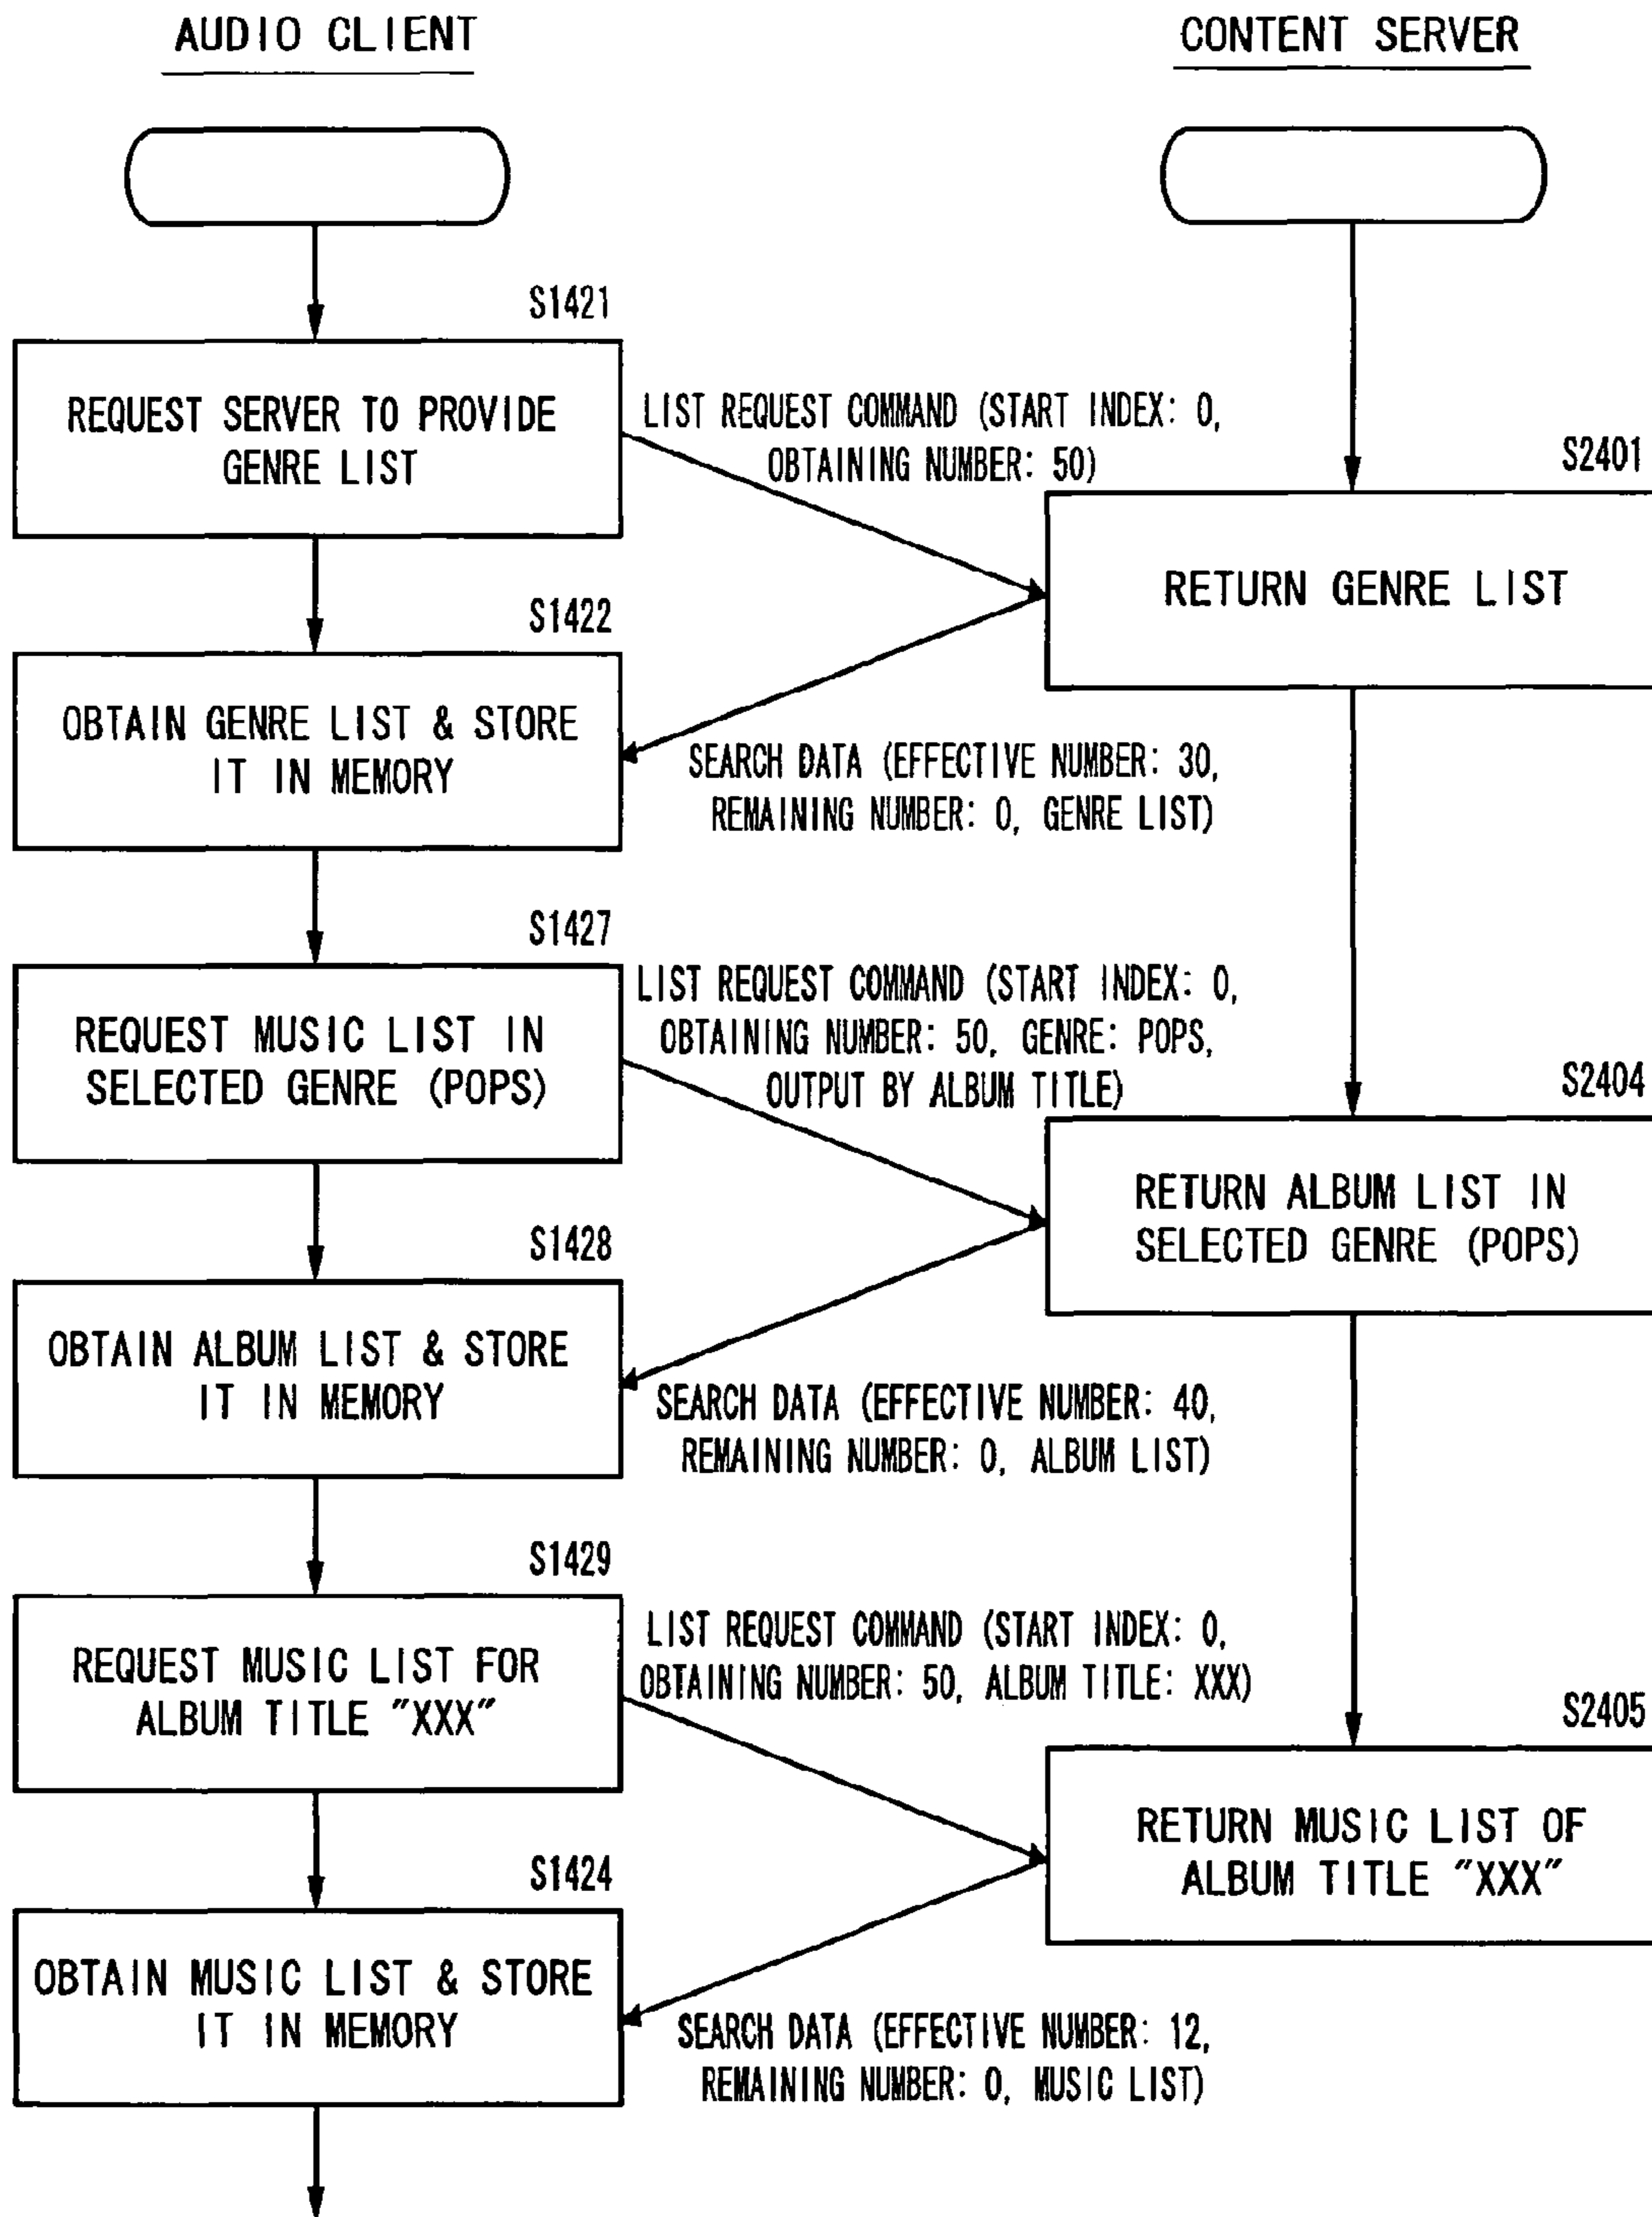 AUDIO CLIENT
CONTENT SERVER
S1421
REQUEST SERVER TO PROVIDE
GENRE LIST
LIST REQUEST COMMAND (START INDEX: 0,
OBTAINING NUMBER: 50)
S2401
RETURN GENRE LIST
S1422
OBTAIN GENRE LIST & STORE
IT IN MEMORY
SEARCH DATA (EFFECTIVE NUMBER: 30,
REMAINING NUMBER: 0, GENRE LIST)
S1427
REQUEST MUSIC LIST IN
SELECTED GENRE (POPS)
LIST REQUEST COMMAND (START INDEX: 0,
OBTAINING NUMBER: 50, GENRE: POPS,
OUTPUT BY ALBUM TITLE)
S2404
RETURN ALBUM LIST IN
SELECTED GENRE (POPS)
S1428
OBTAIN ALBUM LIST & STORE
IT IN MEMORY
SEARCH DATA (EFFECTIVE NUMBER: 40,
REMAINING NUMBER: 0, ALBUM LIST)
S1429
REQUEST MUSIC LIST FOR
ALBUM TITLE "XXX"
LIST REQUEST COMMAND (START INDEX: 0,
OBTAINING NUMBER: 50, ALBUM TITLE: XXX)
S2405
RETURN MUSIC LIST OF
ALBUM TITLE "XXX"
S1424
OBTAIN MUSIC LIST & STORE
IT IN MEMORY
SEARCH DATA (EFFECTIVE NUMBER: 12,
REMAINING NUMBER: 0, MUSIC LIST)